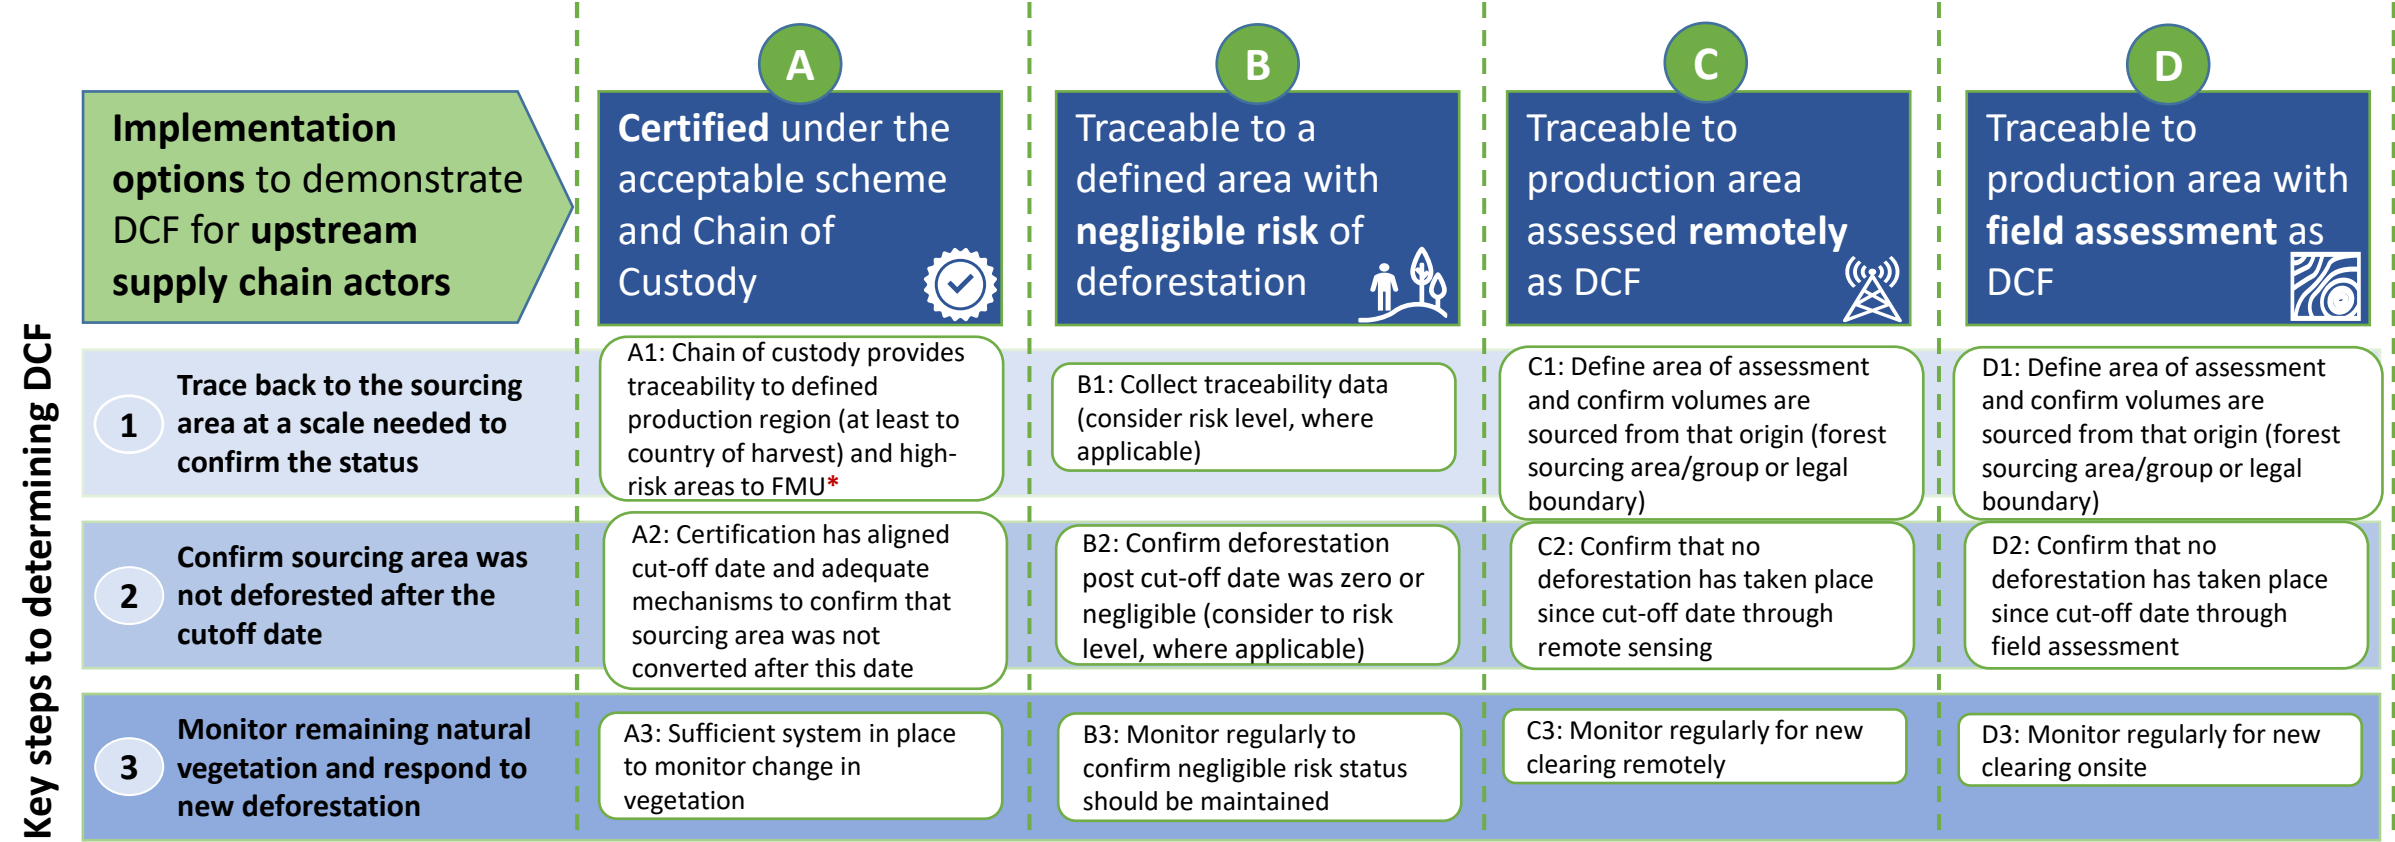 A
B
C
D
Implementation
options to demonstrate
DCF for upstream
supply chain actors
Certified under the
acceptable scheme
and Chain of
Custody
Traceable to a
defined area with
negligible risk of
deforestation
Traceable to
production area
assessed remotely
as DCF
Traceable to
production area with
field assessment as
DCF
Key steps to determining DCF
1
Trace back to the sourcing
area at a scale needed to
confirm the status
A1: Chain of custody provides
traceability to defined
production region (at least to
country of harvest) and high-
risk areas to FMU*
B1: Collect traceability data
(consider risk level, where
applicable)
C1: Define area of assessment
and confirm volumes are
sourced from that origin (forest
sourcing area/group or legal
boundary)
D1: Define area of assessment
and confirm volumes are
sourced from that origin (forest
sourcing area/group or legal
boundary)
2
Confirm sourcing area was
not deforested after the
cutoff date
A2: Certification has aligned
cut-off date and adequate
mechanisms to confirm that
sourcing area was not
converted after this date
B2: Confirm deforestation
post cut-off date was zero or
negligible (consider to risk
level, where applicable)
C2: Confirm that no
deforestation has taken place
since cut-off date through
remote sensing
D2: Confirm that no
deforestation has taken place
since cut-off date through
field assessment
3
Monitor remaining natural
vegetation and respond to
new deforestation
A3: Sufficient system in place
to monitor change in
vegetation
B3: Monitor regularly to
confirm negligible risk status
should be maintained
C3: Monitor regularly for new
clearing remotely
D3: Monitor regularly for new
clearing onsite